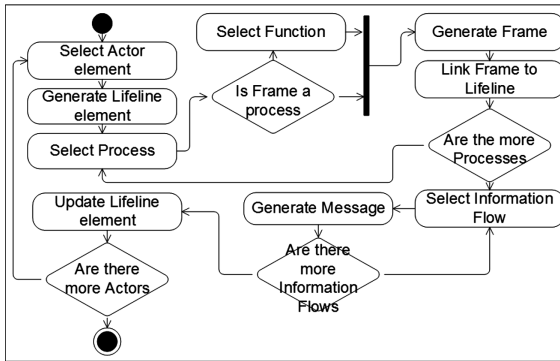 Select Actor
element
Generate Lifeline
element
Select Process
Select Function
Is Frame a
process
Generate Frame
Link Frame to
Lifeline
Are the more
Processes
Select Information
Flow
Generate Message
Are there
more
Information
Flows
Update Lifeline
element
Are there
more Actors